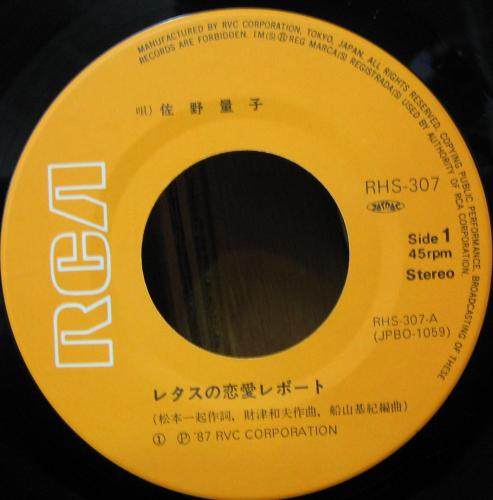 MANUFACTURED BY RVC CORPORATION, TOKYO, JAPAN. ALL RIGHTS RESERVED, COPYING PUBLIC PERFORMANCE, BROADCASTING OF THESE
RECORDS ARE FORBIDDEN. TM(S)®REG MARCA(S) REGISTRADA(S) USED BY AUTHORITY OF RCA CORPORATION.
唄)佐野量子
RCA
RHS-307
Side 1
45rpm
Stereo
RHS-307-A
(JPBO-1059)
レタスの恋愛レポート
(松本一起作詞, 財津和夫作曲, 船山基紀編曲)
① Ⓟ '87 RVC CORPORATION